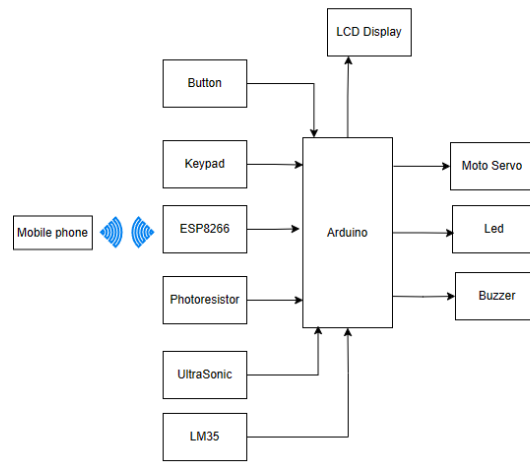 LCD Display
Button
Keypad
Moto Servo
Mobile phone
ESP8266
Arduino
Led
Photoresistor
Buzzer
UltraSonic
LM35